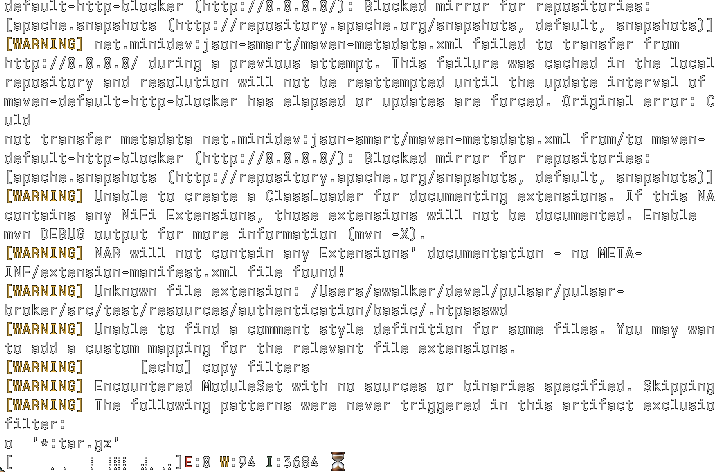 default-http-blocker (http://0.0.0.0/): Blocked mirror for repositories:
[apache.snapshots (http://repository.apache.org/snapshots, default, snapshots)]
[WARNING] net.minidev:json-smart/maven-metadata.xml failed to transfer from
http://0.0.0.0/ during a previous attempt. This failure was cached in the local
repository and resolution will not be reattempted until the update interval of
maven-default-http-blocker has elapsed or updates are forced. Original error: C
uld
not transfer metadata net.minidev:json-smart/maven-metadata.xml from/to maven-
default-http-blocker (http://0.0.0.0/): Blocked mirror for repositories:
[apache.snapshots (http://repository.apache.org/snapshots, default, snapshots)]
[WARNING] Unable to create a ClassLoader for documenting extensions. If this NA
contains any NiFi Extensions, those extensions will not be documented. Enable
mvn DEBUG output for more information (mvn -X).
[WARNING] NAR will not contain any Extensions' documentation - no META-
INF/extension-manifest.xml file found!
[WARNING] Unknown file extension: /Users/awalker/devel/pulsar/pulsar-
broker/src/test/resources/authentication/basic/.htpasswd
[WARNING] Unable to find a comment style definition for some files. You may wan
to add a custom mapping for the relevant file extensions.
[WARNING] [echo] copy filters
[WARNING] Encountered ModuleSet with no sources or binaries specified. Skipping
[WARNING] The following patterns were never triggered in this artifact exclusio
filter:
o '*:tar.gz'
E:0 W:94 I:3684